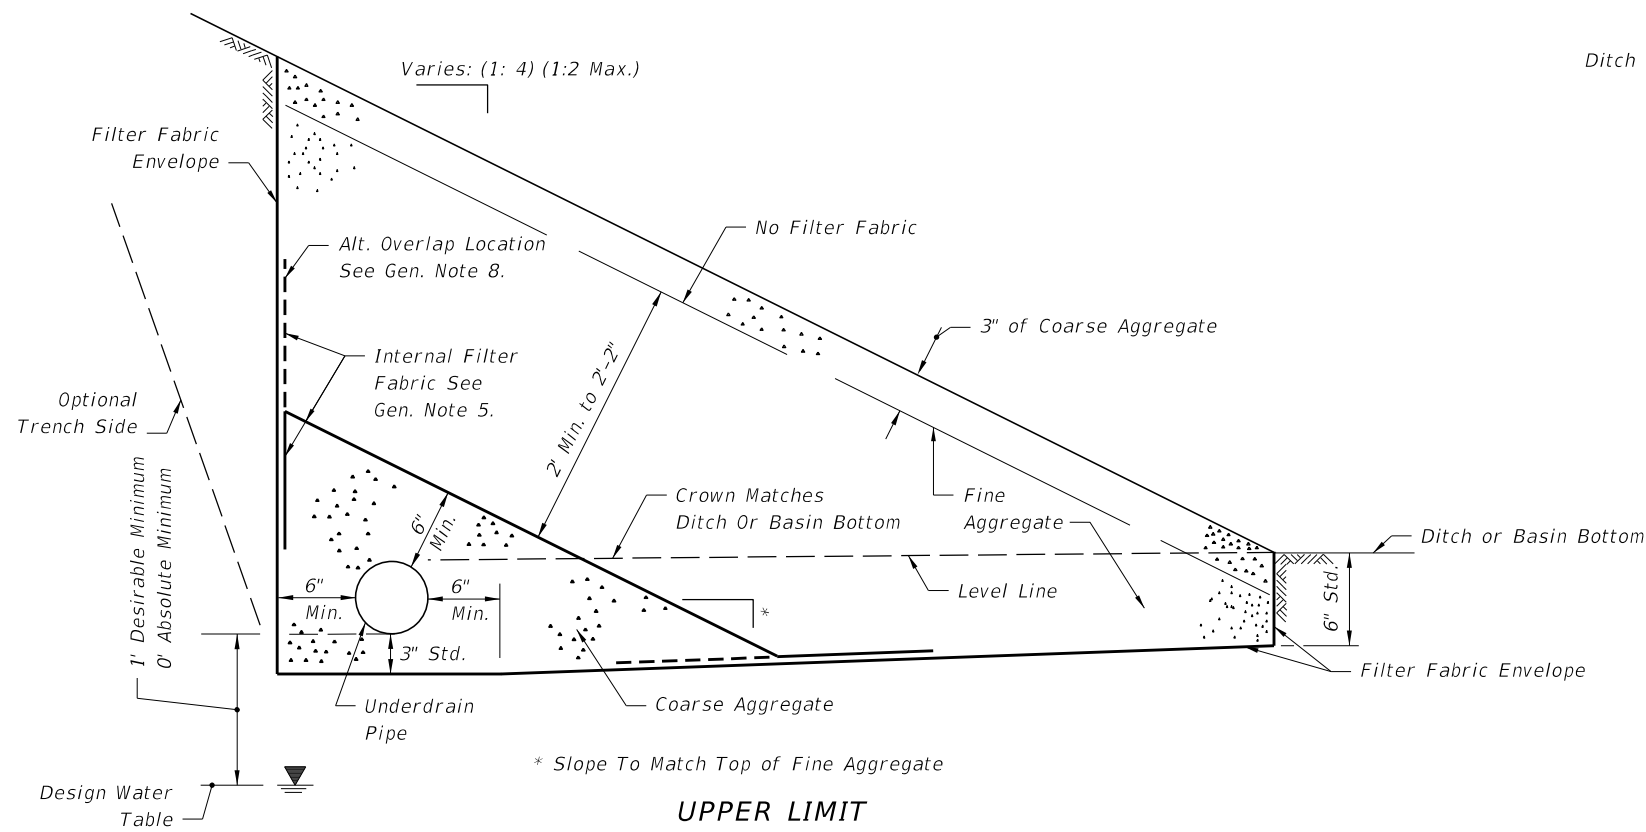 Ditch
Varies: (1: 4) (1:2 Max.)
Filter Fabric
Envelope
No Filter Fabric
Alt. Overlap Location
See Gen. Note 8.
3" of Coarse Aggregate
Internal Filter
Fabric See
Gen. Note 5.
2' Min. to 2'-2"
Optional
Trench Side
1' Desirable Minimum
0' Absolute Minimum
6"
Min.
Crown Matches
Ditch Or Basin Bottom
Fine
Aggregate
Ditch or Basin Bottom
6"
Min.
6"
Min.
Level Line
*
6" Std.
3" Std.
Filter Fabric Envelope
Underdrain
Pipe
Coarse Aggregate
* Slope To Match Top of Fine Aggregate
Design Water
Table
UPPER LIMIT